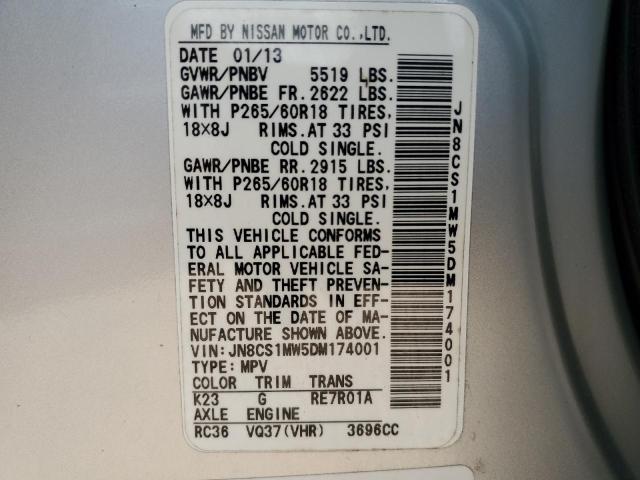 MFD BY NISSAN MOTOR CO.,LTD.
DATE 01/13
GVWR/PNBV 5519 LBS.
GAWR/PNBE FR.2622 LBS.
WITH P265/60R18 TIRES,
18×8J RIMS.AT 33 PSI
COLD SINGLE.
GAWR/PNBE RR.2915 LBS.
WITH P265/60R18 TIRES,
18×8J RIMS.AT 33 PSI
COLD SINGLE.
THIS VEHICLE CONFORMS
TO ALL APPLICABLE FED-
ERAL MOTOR VEHICLE SA-
FETY AND THEFT PREVEN-
TION STANDARDS IN EFF-
ECT ON THE DATE OF MA-
NUFACTURE SHOWN ABOVE.
VIN:JN8CS1MW5DM174001
TYPE:MPV
COLOR TRIM TRANS
K23 G RE7R01A
AXLE ENGINE
RC36 VQ37(VHR) 3696CC
JN8CS1MW5DM174001